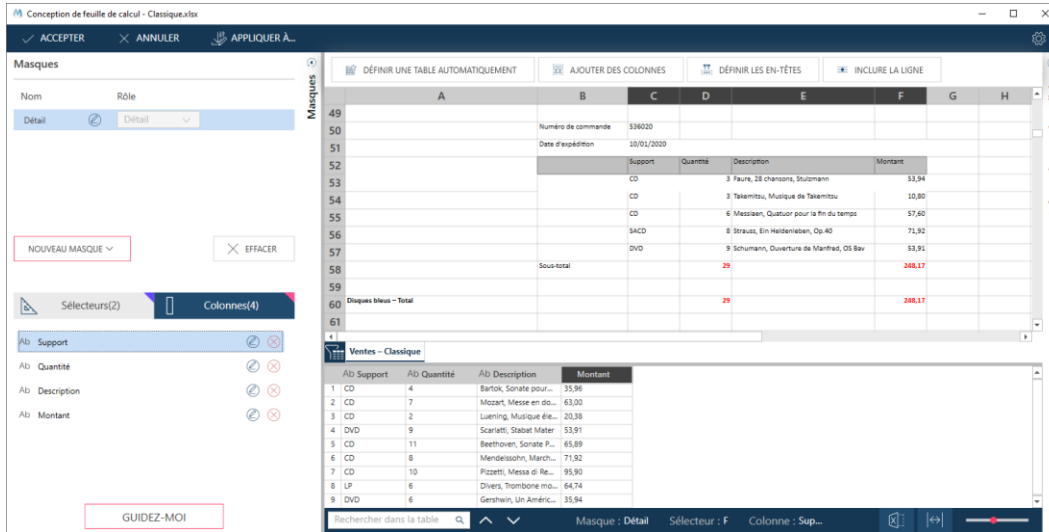 Conception de feuille de calcul - Classique.xlsx
ACCEPTER ANNULER APPLIQUER À...
Masques
Nom Rôle
Détail Détail
NOUVEAU MASQUE EFFACER
Sélecteurs(2) Colonnes(4)
Ab Support
Ab Quantité
Ab Description
Ab Montant
GUIDEZ-MOI
Masques
DÉFINIR UNE TABLE AUTOMATIQUEMENT AJOUTER DES COLONNES DÉFINIR LES EN-TÊTES INCLURE LA LIGNE
A B C D E F G H
49
50 Numéro de commande 536020
51 Date d'expédition 10/01/2020
52 Support Quantité Description Montant
53 CD 3 Faure, 28 chansons, Stulzmann 53,94
54 CD 3 Takemitsu, Musique de Takemitsu 10,80
55 CD 6 Messiaen, Quatuor pour la fin du temps 57,60
56 SACD 8 Strauss, Ein Heldenleben, Op.40 71,92
57 DVD 9 Schumann, Ouverture de Manfred, OS Bav 53,91
58 Sous-total 29 248,17
59
60 Disques bleus – Total 29 248,17
61
Ventes – Classique
Ab Support Ab Quantité Ab Description Montant
1 CD 4 Bartok, Sonate pour... 35,96
2 CD 7 Mozart, Messe en do... 63,00
3 CD 2 Luening, Musique éle... 20,38
4 DVD 9 Scarlatti, Stabat Mater 53,91
5 CD 11 Beethoven, Sonate P... 65,89
6 CD 8 Mendelssohn, March... 71,92
7 CD 10 Pizzetti, Messa di Re... 95,90
8 LP 6 Divers, Trombone mo... 64,74
9 DVD 6 Gershwin, Un Améric... 35,94
Rechercher dans la table Masque : Détail Sélecteur : F Colonne : Sup...